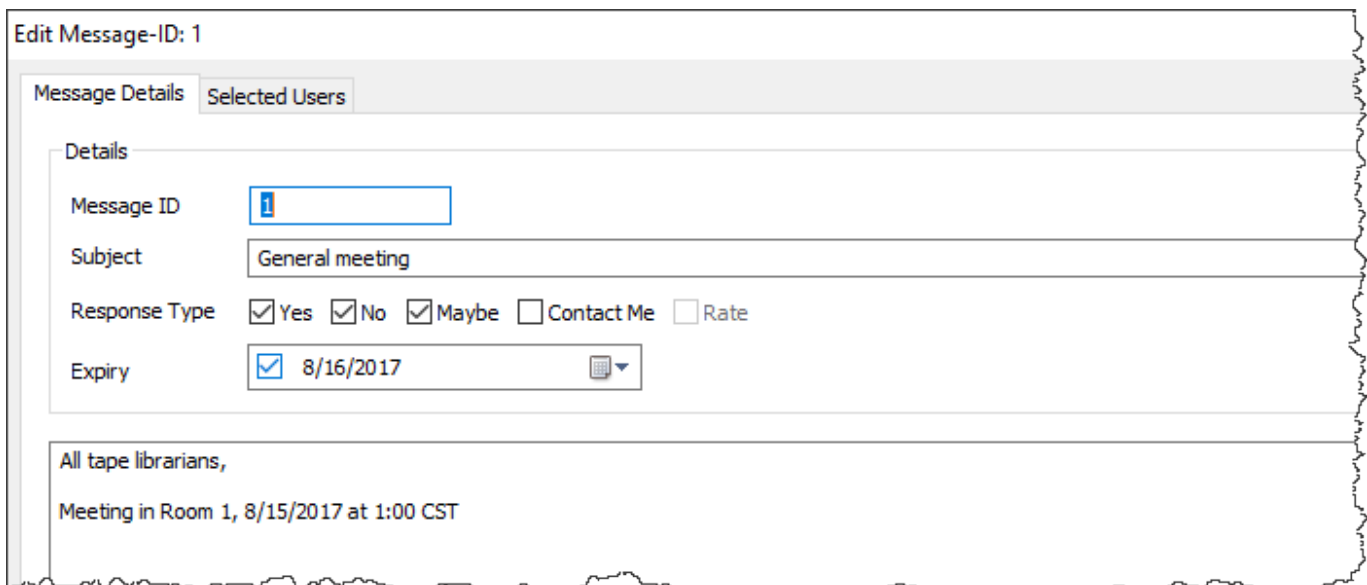 Edit Message-ID: 1
Message Details Selected Users
Details
Message ID 1
Subject General meeting
Response Type Yes No Maybe Contact Me Rate
Expiry 8/16/2017
All tape librarians,
Meeting in Room 1, 8/15/2017 at 1:00 CST